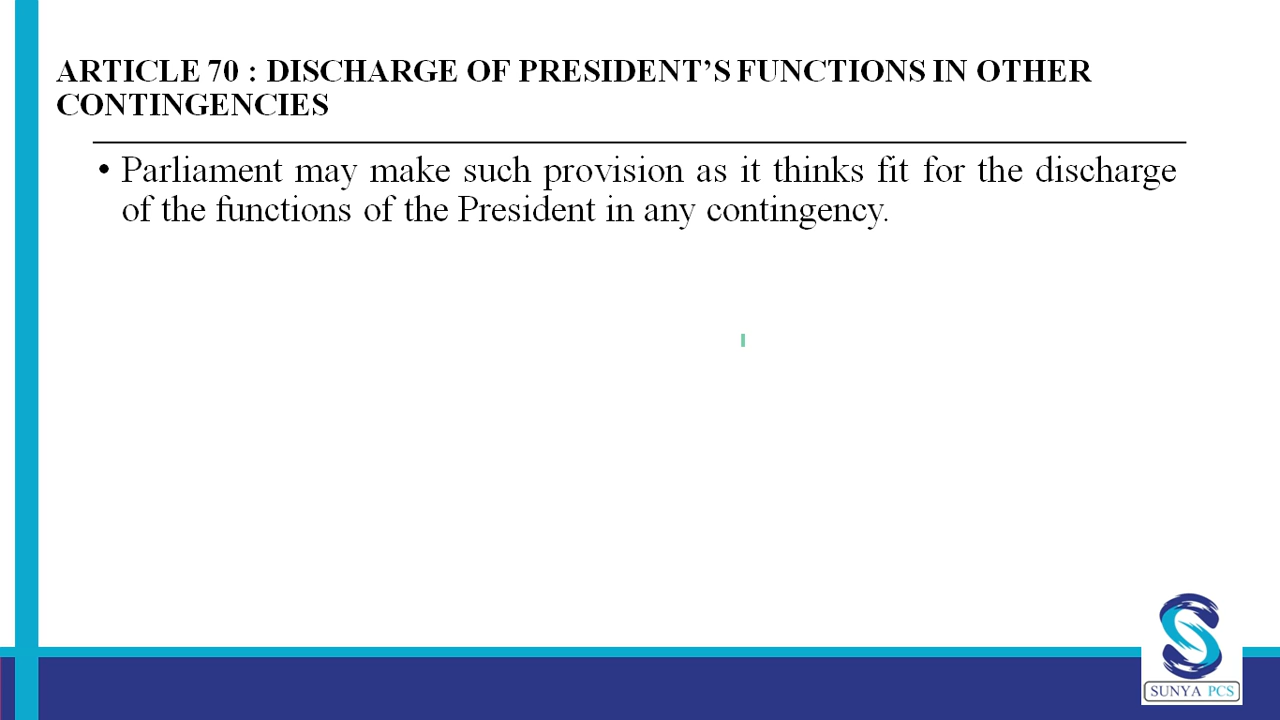 ARTICLE 70 : DISCHARGE OF PRESIDENT’S FUNCTIONS IN OTHER
CONTINGENCIES
• Parliament may make such provision as it thinks fit for the discharge
of the functions of the President in any contingency.
SUNYA PCS